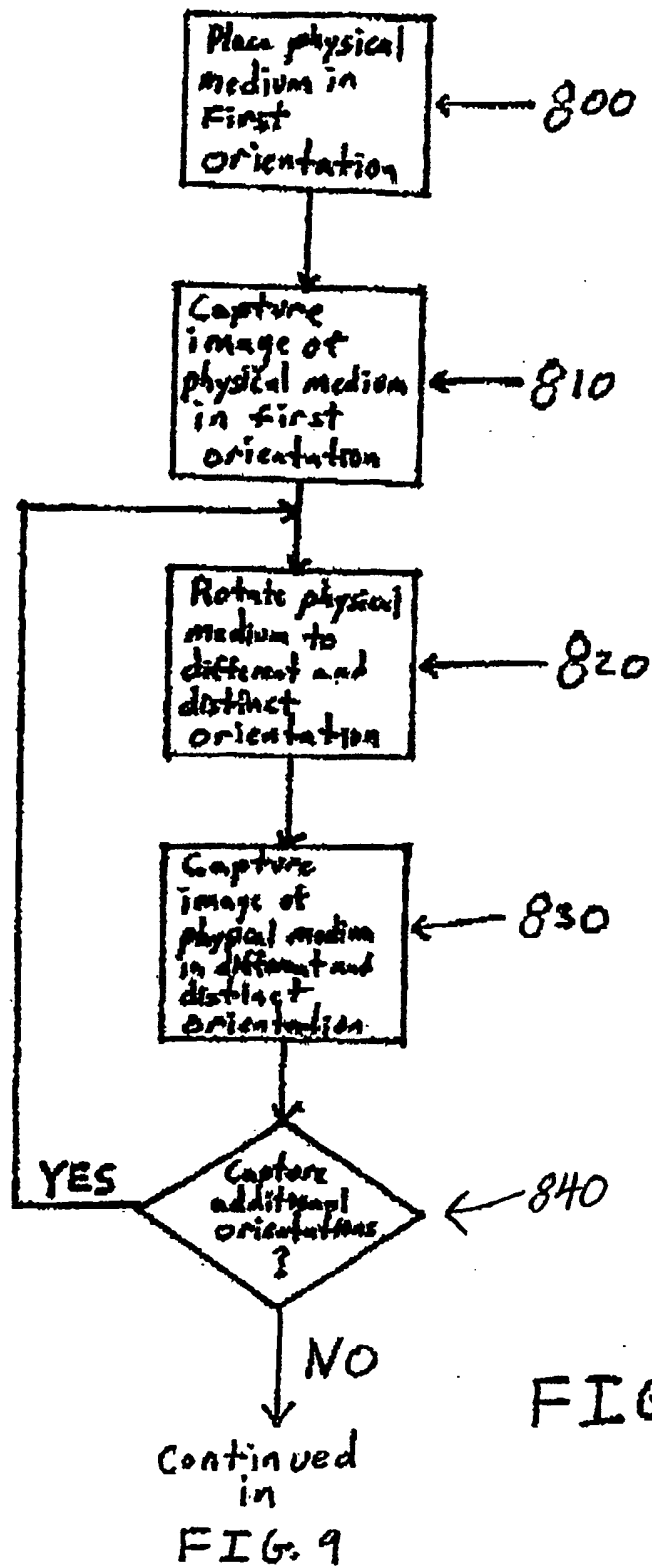 Place physical
medium in
First
orientation
800
Capture
image of
physical medium
in first
orientation
810
Rotate physical
medium to
different and
distinct
orientation
820
Capture
image of
physical medium
in different and
distinct
orientation
830
Capture
additional
orientations
?
840
YES
NO
Continued
in
FIG. 9
FIG